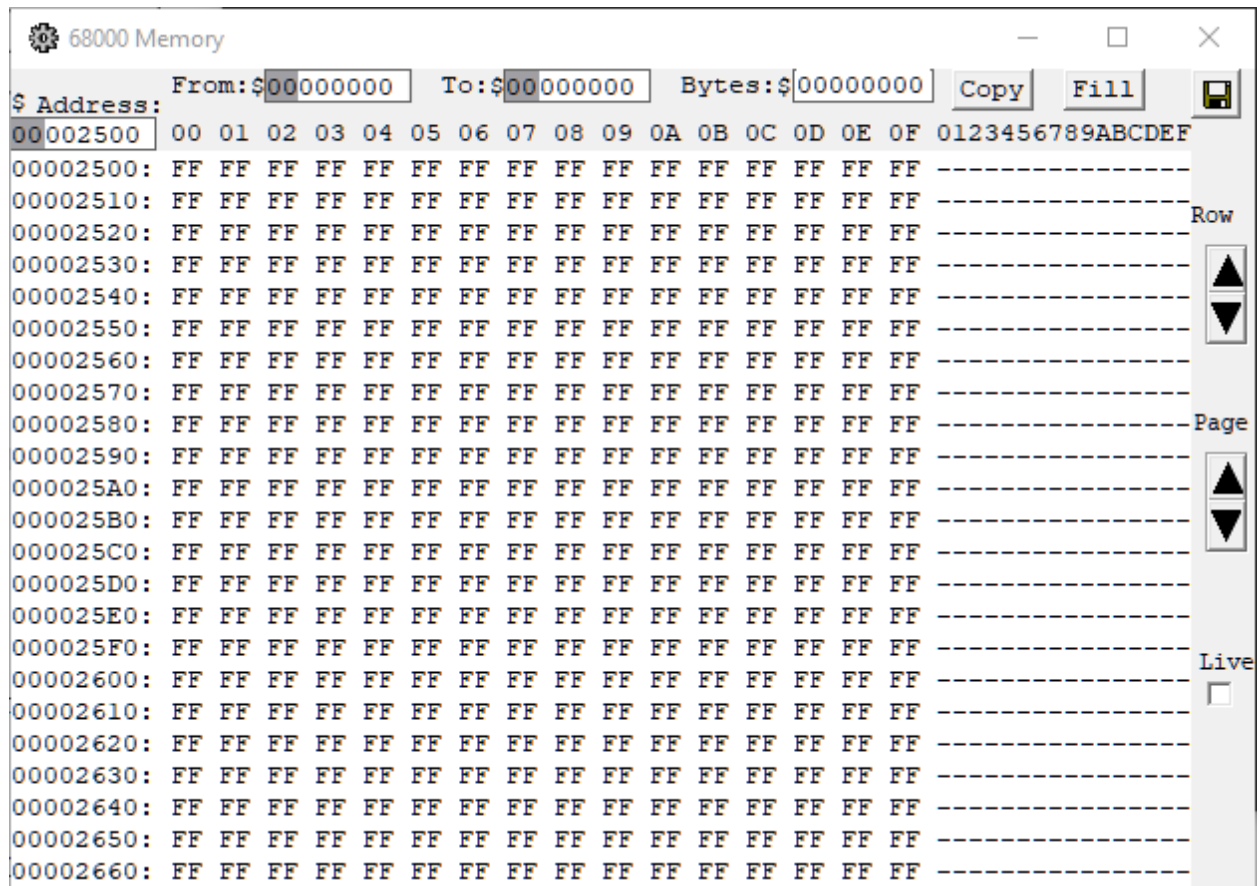 68000 Memory
From:$00000000 To:$00000000 Bytes:$00000000 Copy Fill
$ Address:
00002500 00 01 02 03 04 05 06 07 08 09 0A 0B 0C 0D 0E 0F 0123456789ABCDEF
00002500: FF FF FF FF FF FF FF FF FF FF FF FF FF FF FF FF ----------------
00002510: FF FF FF FF FF FF FF FF FF FF FF FF FF FF FF FF ----------------
Row
00002520: FF FF FF FF FF FF FF FF FF FF FF FF FF FF FF FF ----------------
00002530: FF FF FF FF FF FF FF FF FF FF FF FF FF FF FF FF ----------------
00002540: FF FF FF FF FF FF FF FF FF FF FF FF FF FF FF FF ----------------
00002550: FF FF FF FF FF FF FF FF FF FF FF FF FF FF FF FF ----------------
00002560: FF FF FF FF FF FF FF FF FF FF FF FF FF FF FF FF ----------------
00002570: FF FF FF FF FF FF FF FF FF FF FF FF FF FF FF FF ----------------
00002580: FF FF FF FF FF FF FF FF FF FF FF FF FF FF FF FF ---------------- Page
00002590: FF FF FF FF FF FF FF FF FF FF FF FF FF FF FF FF ----------------
000025A0: FF FF FF FF FF FF FF FF FF FF FF FF FF FF FF FF ----------------
000025B0: FF FF FF FF FF FF FF FF FF FF FF FF FF FF FF FF ----------------
000025C0: FF FF FF FF FF FF FF FF FF FF FF FF FF FF FF FF ----------------
000025D0: FF FF FF FF FF FF FF FF FF FF FF FF FF FF FF FF ----------------
000025E0: FF FF FF FF FF FF FF FF FF FF FF FF FF FF FF FF ----------------
000025F0: FF FF FF FF FF FF FF FF FF FF FF FF FF FF FF FF ----------------
Live
00002600: FF FF FF FF FF FF FF FF FF FF FF FF FF FF FF FF ----------------
00002610: FF FF FF FF FF FF FF FF FF FF FF FF FF FF FF FF ----------------
00002620: FF FF FF FF FF FF FF FF FF FF FF FF FF FF FF FF ----------------
00002630: FF FF FF FF FF FF FF FF FF FF FF FF FF FF FF FF ----------------
00002640: FF FF FF FF FF FF FF FF FF FF FF FF FF FF FF FF ----------------
00002650: FF FF FF FF FF FF FF FF FF FF FF FF FF FF FF FF ----------------
00002660: FF FF FF FF FF FF FF FF FF FF FF FF FF FF FF FF ----------------